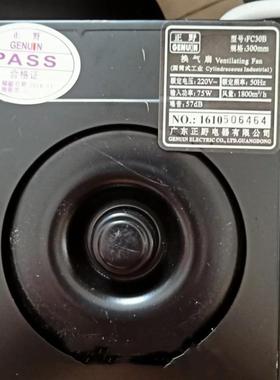 正野
GENUIN
PASS
合格证
正野
GENUIN
型号:FC30B
规格:300mm
换气扇 Ventilating Fan
(圆筒式工业 Cylindraceous Industrial)
额定电压:220V~ 额定频率:50Hz
输入功率:75W 风量:1800m³/h
噪音:57dB
NO.: 1610506464
广东正野电器有限公司
GENUIN ELECTRIC CO.,LTD.GUANGDONG